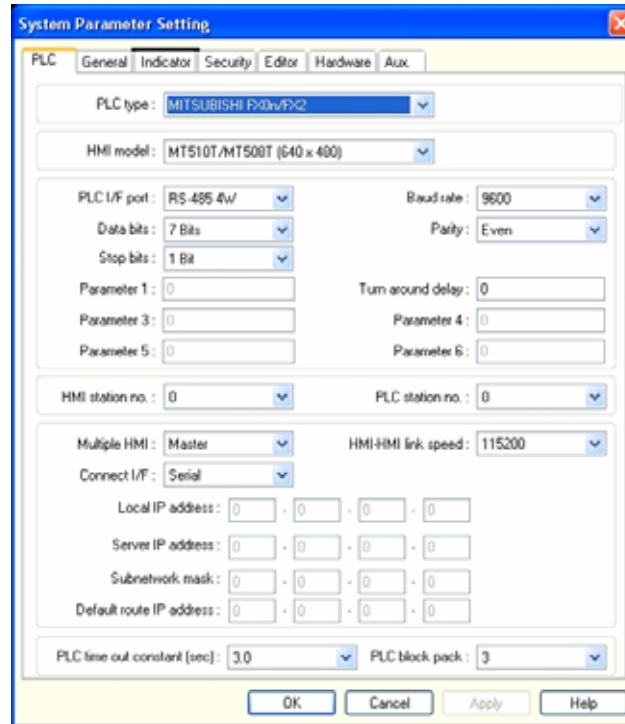 System Parameter Setting
PLC General Indicator Security Editor Hardware Aux.
PLC type : MITSUBISHI FX0n/FX2
HMI model : MT510T/MT508T (640 x 480)
PLC I/F port : RS-485 4W Baud rate : 9600
Data bits : 7 Bits Parity : Even
Stop bits : 1 Bit
Parameter 1 : 0 Turn around delay : 0
Parameter 3 : 0 Parameter 4 : 0
Parameter 5 : 0 Parameter 6 : 0
HMI station no. : 0 PLC station no. : 0
Multiple HMI : Master HMI-HMI link speed : 115200
Connect I/F : Serial
Local IP address : 0 . 0 . 0 . 0
Server IP address : 0 . 0 . 0 . 0
Subnetwork mask : 0 . 0 . 0 . 0
Default route IP address : 0 . 0 . 0 . 0
PLC time out constant (sec) : 3.0 PLC block pack : 3
OK Cancel Apply Help